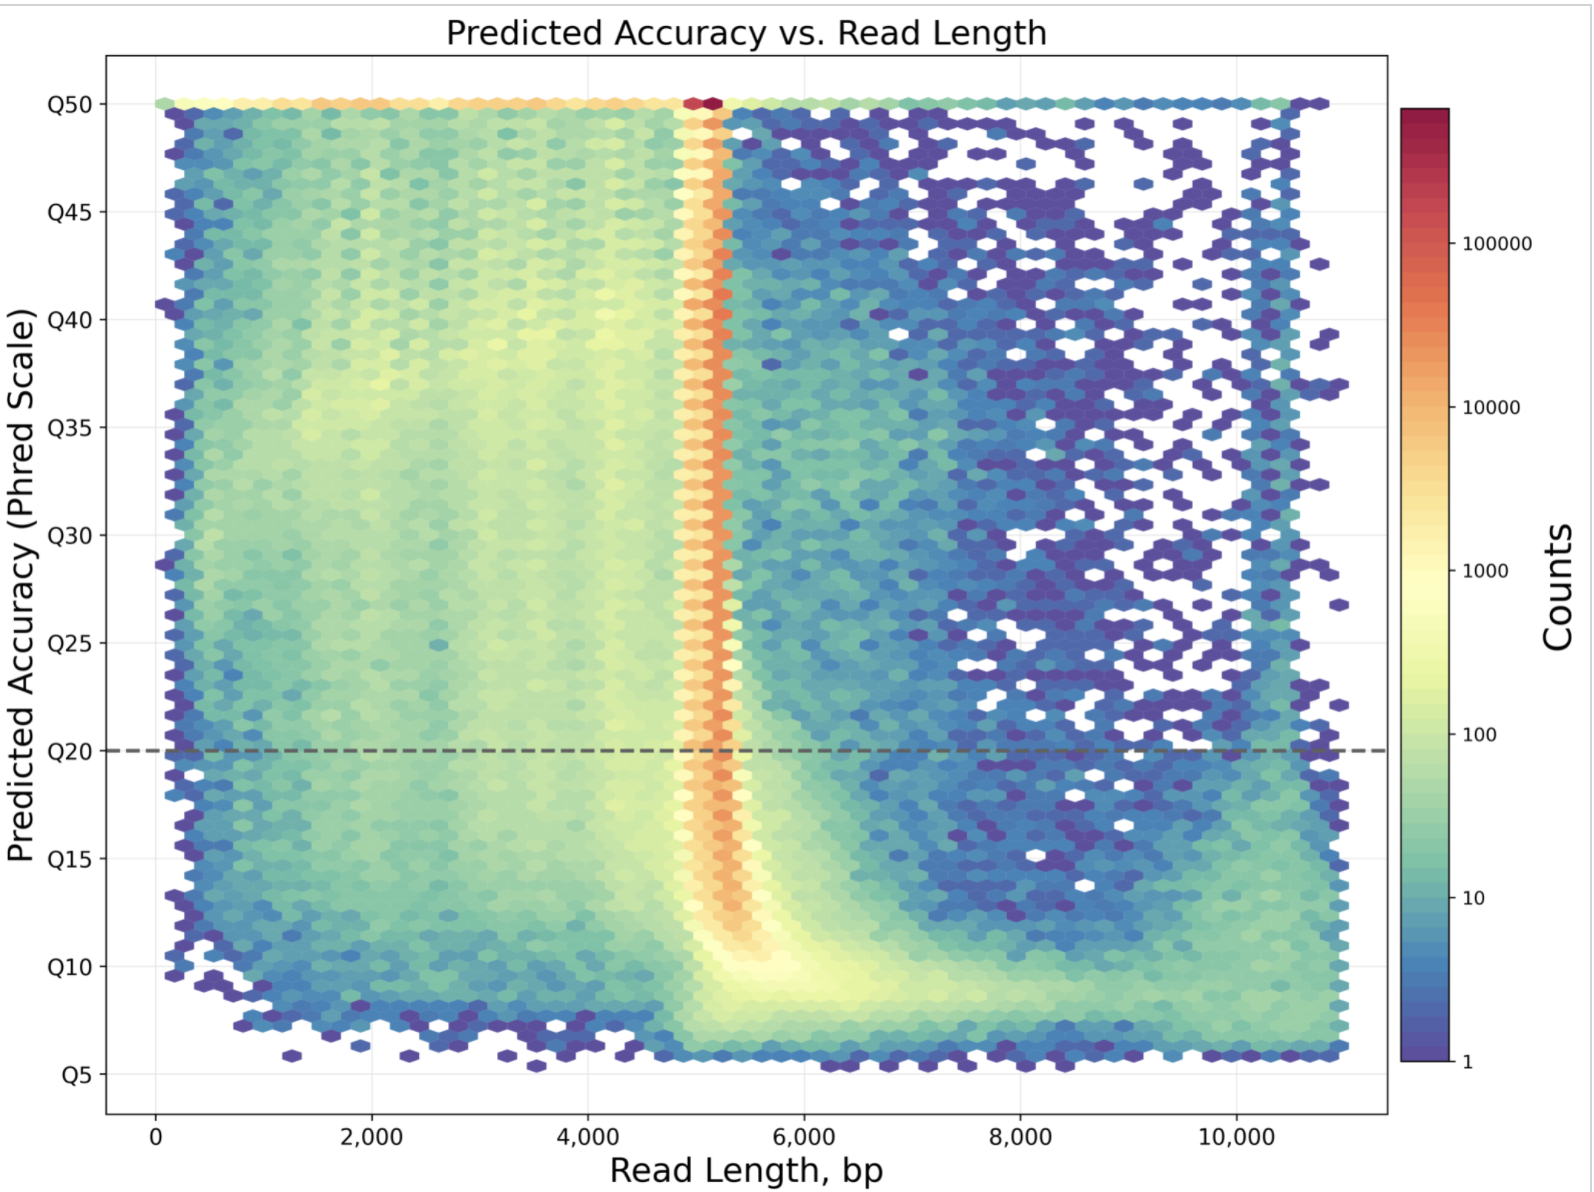 Predicted Accuracy vs. Read Length
Predicted Accuracy (Phred Scale)
Q50
Q45
Q40
Q35
Q30
Q25
Q20
Q15
Q10
Q5
0
2,000
4,000
6,000
8,000
10,000
Read Length, bp
100000
10000
1000
100
10
1
Counts